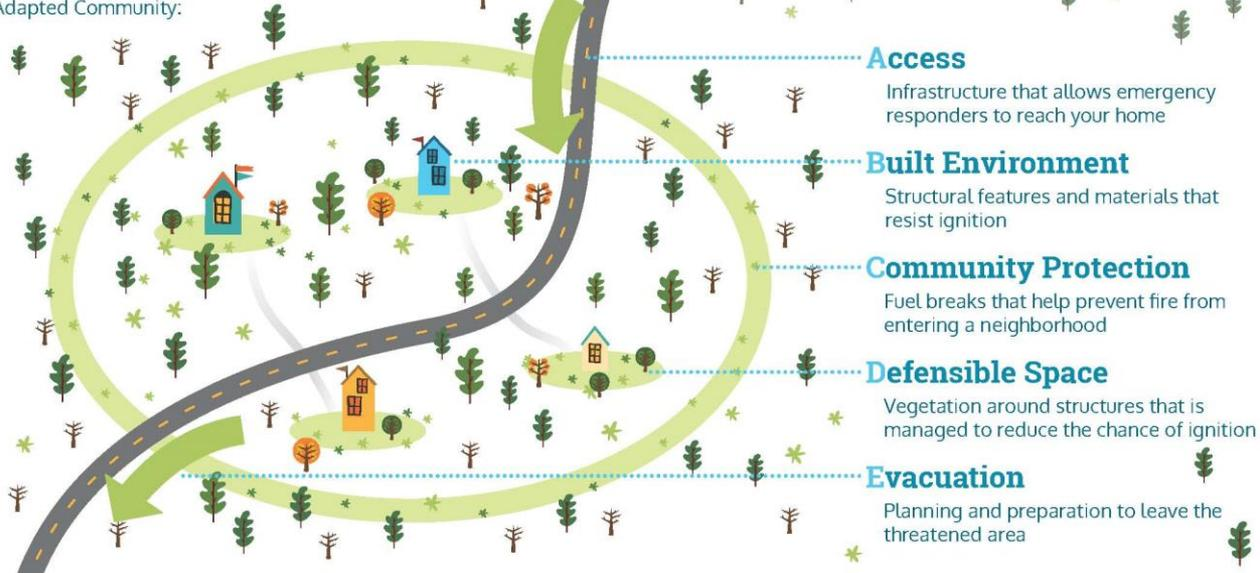 Adapted Community:
Access
Infrastructure that allows emergency
responders to reach your home
Built Environment
Structural features and materials that
resist ignition
Community Protection
Fuel breaks that help prevent fire from
entering a neighborhood
Defensible Space
Vegetation around structures that is
managed to reduce the chance of ignition
Evacuation
Planning and preparation to leave the
threatened area